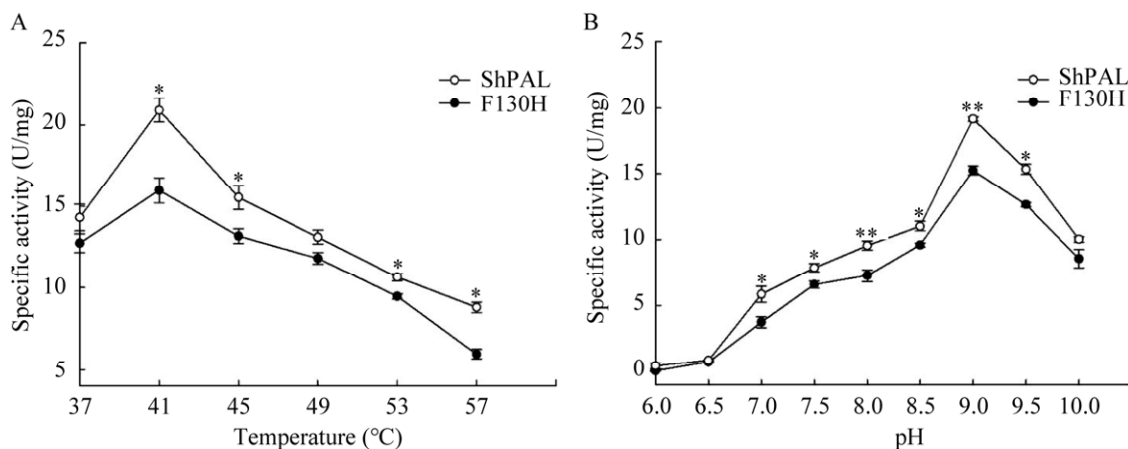 A
25
20
15
10
5
Specific activity (U/mg)
ShPAL
F130H
*
*
*
*
37 41 45 49 53 57
Temperature (°C)
B
25
20
15
10
5
0
Specific activity (U/mg)
ShPAL
F130H
*
*
**
*
**
*
6.0 6.5 7.0 7.5 8.0 8.5 9.0 9.5 10.0
pH